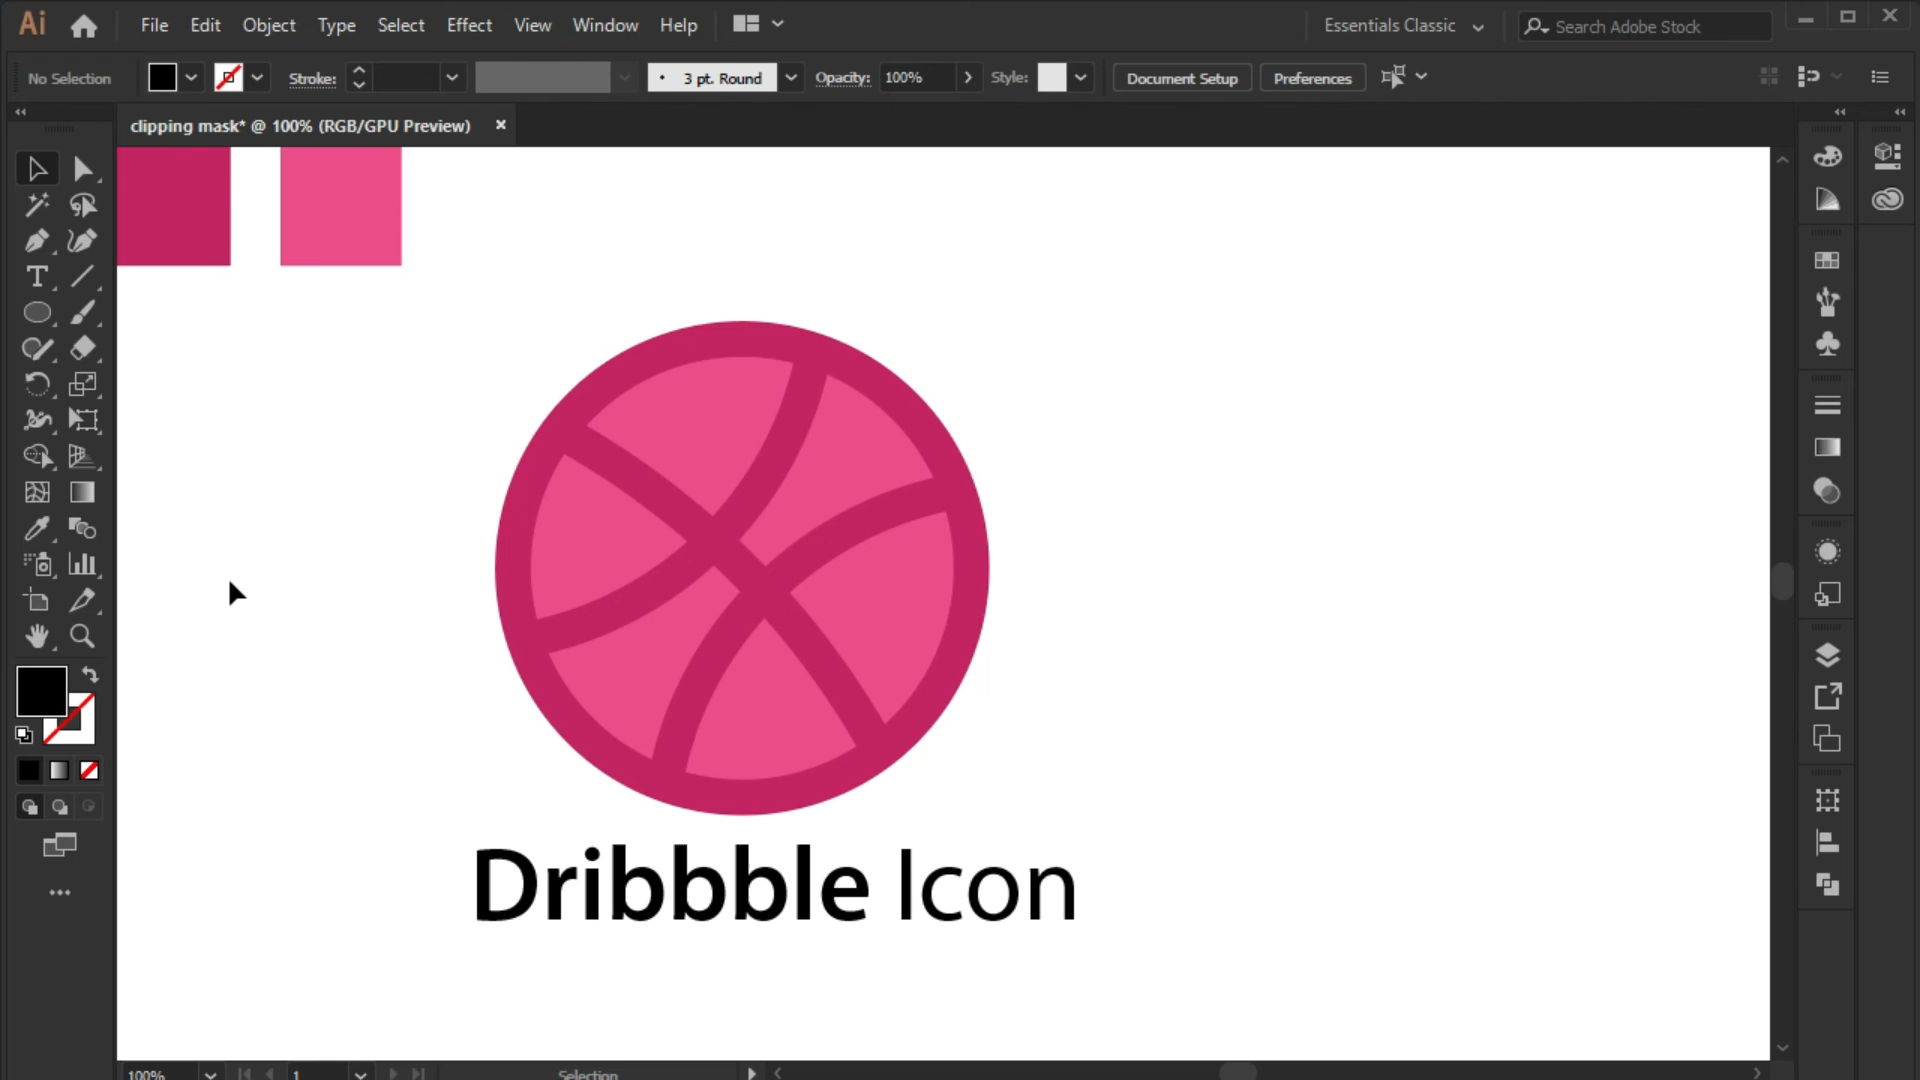 Ai File Edit Object Type Select Effect View Window Help Essentials Classic Search Adobe Stock
No Selection Stroke: 3 pt. Round Opacity: 100% Style: Document Setup Preferences
clipping mask* @ 100% (RGB/GPU Preview)
Dribbble Icon
100% 1 Selection